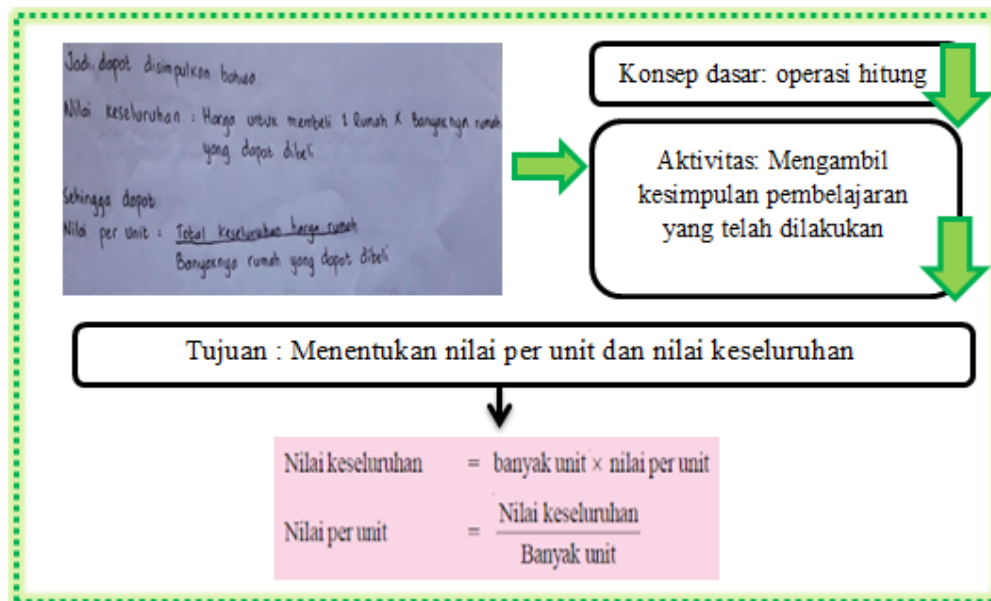 Jadi, dapat disimpulkan bahwa
Nilai keseluruhan : Harga untuk membeli 1 Rumah × Banyaknya rumah
yang dapat dibeli
Sehingga dapat
Nilai per unit : Total keseluruhan harga rumah
Banyaknya rumah yang dapat dibeli
Konsep dasar: operasi hitung
Aktivitas: Mengambil
kesimpulan pembelajaran
yang telah dilakukan
Tujuan : Menentukan nilai per unit dan nilai keseluruhan
Nilai keseluruhan = banyak unit × nilai per unit
Nilai per unit = Nilai keseluruhan
Banyak unit